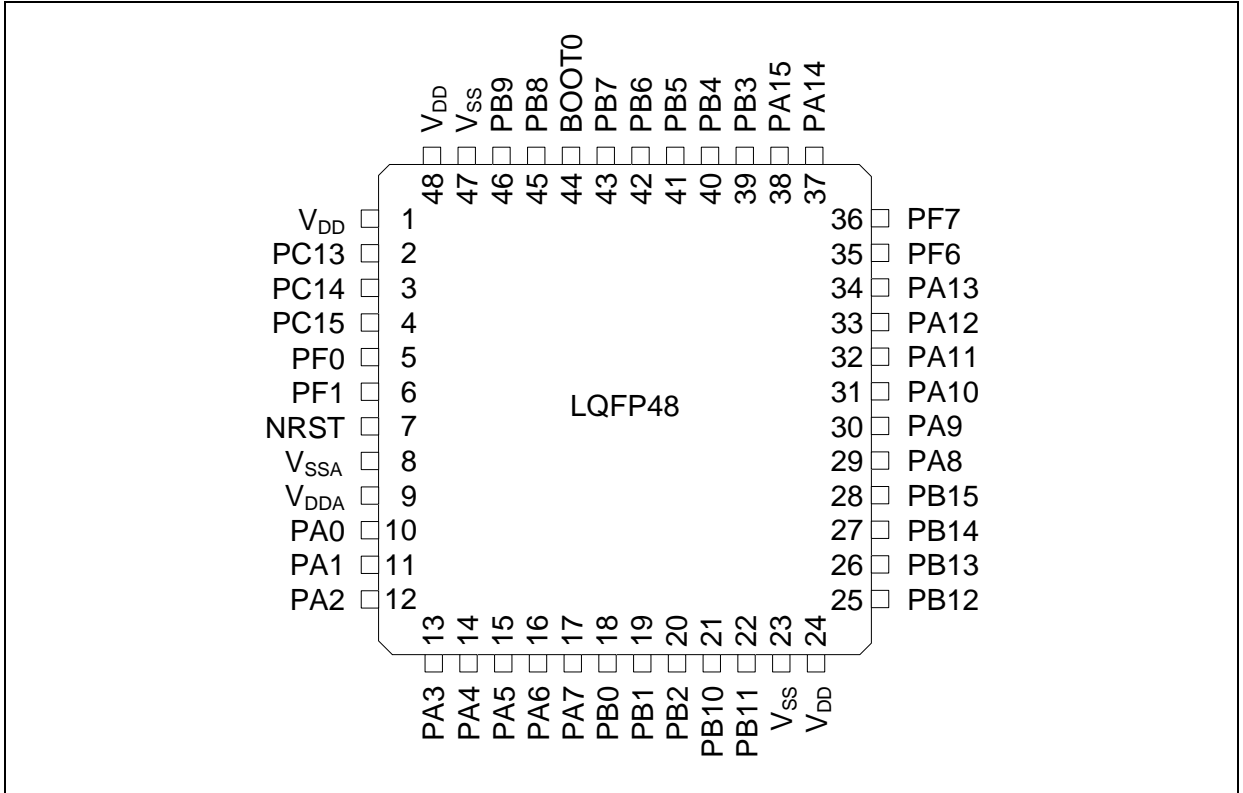 VDD
VSS
PB9
PB8
BOOT0
PB7
PB6
PB5
PB4
PB3
PA15
PA14
48
47
46
45
44
43
42
41
40
39
38
37
VDD 1
PC13 2
PC14 3
PC15 4
PF0 5
PF1 6
NRST 7
VSSA 8
VDDA 9
PA0 10
PA1 11
PA2 12
LQFP48
36 PF7
35 PF6
34 PA13
33 PA12
32 PA11
31 PA10
30 PA9
29 PA8
28 PB15
27 PB14
26 PB13
25 PB12
13
14
15
16
17
18
19
20
21
22
23
24
PA3
PA4
PA5
PA6
PA7
PB0
PB1
PB2
PB10
PB11
VSS
VDD